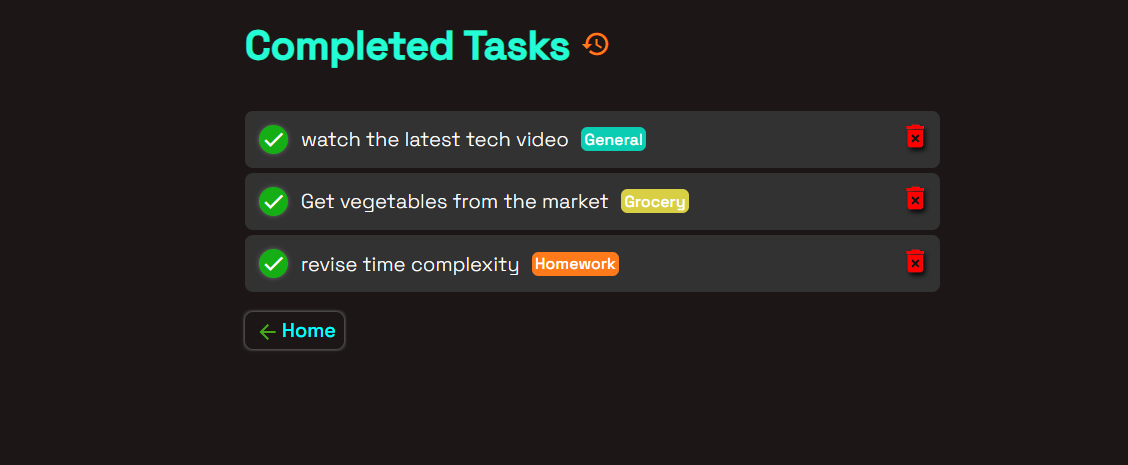 Completed Tasks
watch the latest tech video General
Get vegetables from the market Grocery
revise time complexity Homework
Home